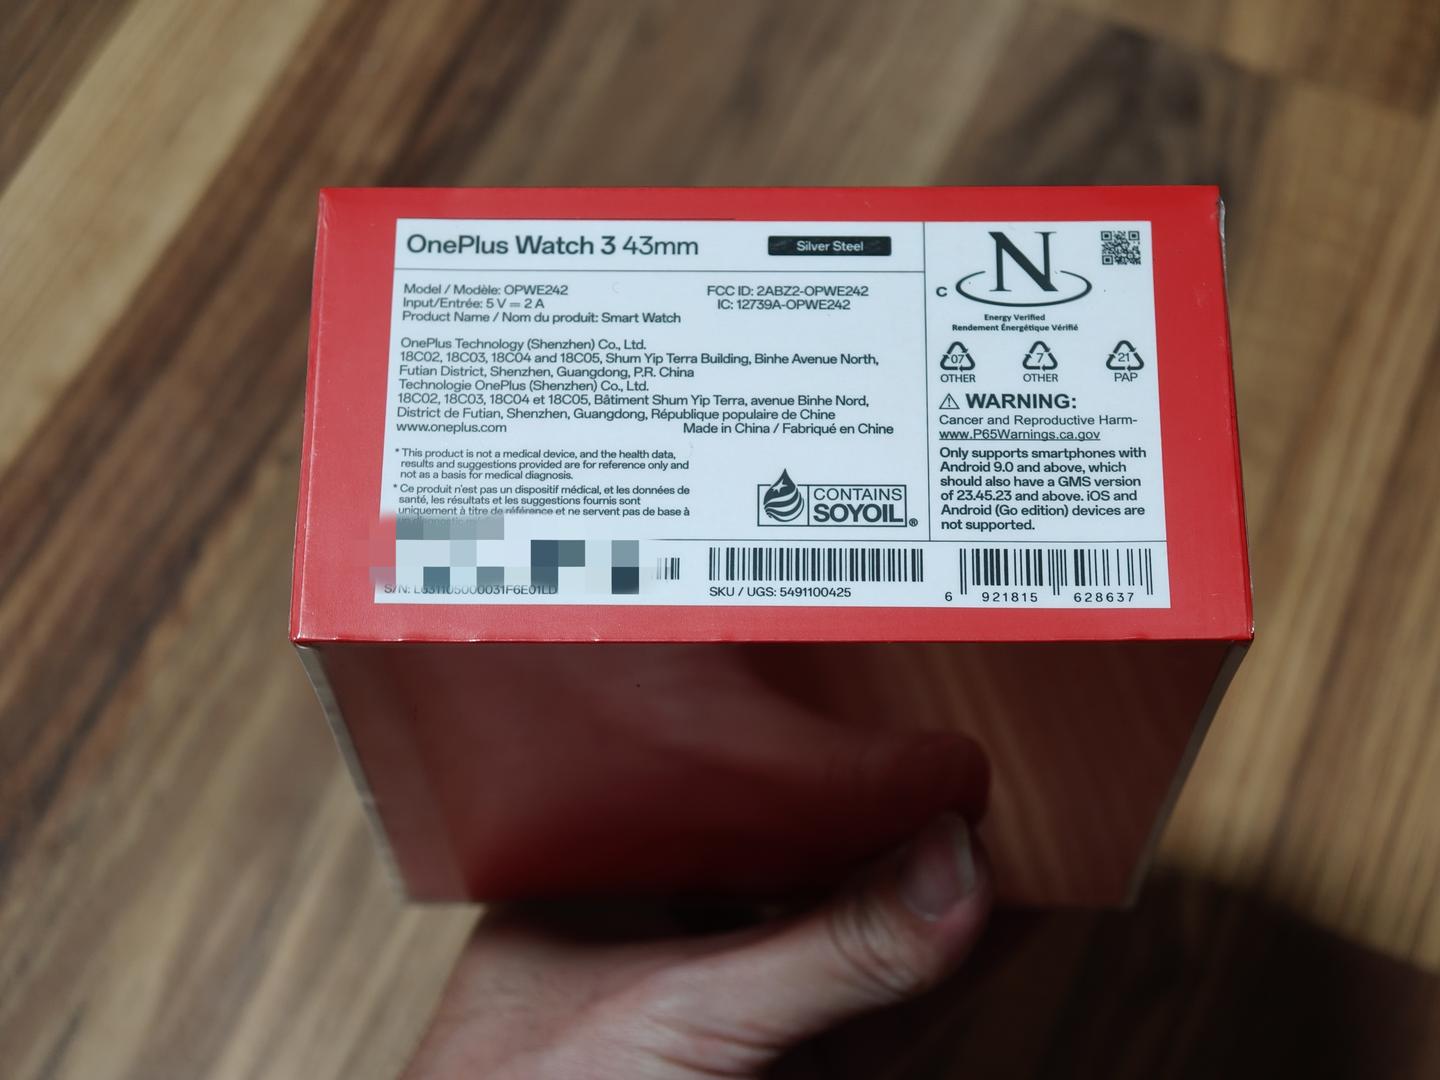 OnePlus Watch 3 43mm
Silver Steel
Model / Modèle: OPWE242
Input/Entrée: 5 V ⎓ 2 A
Product Name / Nom du produit: Smart Watch
FCC ID: 2ABZ2-OPWE242
IC: 12739A-OPWE242
OnePlus Technology (Shenzhen) Co., Ltd.
18C02, 18C03, 18C04 and 18C05, Shum Yip Terra Building, Binhe Avenue North,
Futian District, Shenzhen, Guangdong, P.R. China
Technologie OnePlus (Shenzhen) Co., Ltd.
18C02, 18C03, 18C04 et 18C05, Bâtiment Shum Yip Terra, avenue Binhe Nord,
District de Futian, Shenzhen, Guangdong, République populaire de Chine
www.oneplus.com
Made in China / Fabriqué en Chine
* This product is not a medical device, and the health data,
results and suggestions provided are for reference only and
not as a basis for medical diagnosis.
* Ce produit n'est pas un dispositif médical, et les données de
santé, les résultats et les suggestions fournis sont
uniquement à titre de référence et ne servent pas de base à
CONTAINS
SOYOIL®
S/N:
SKU / UGS: 5491100425
N
C
Energy Verified
Rendement Énergétique Vérifié
07
OTHER
7
OTHER
21
PAP
⚠ WARNING:
Cancer and Reproductive Harm-
www.P65Warnings.ca.gov
Only supports smartphones with
Android 9.0 and above, which
should also have a GMS version
of 23.45.23 and above. iOS and
Android (Go edition) devices are
not supported.
6 921815 628637